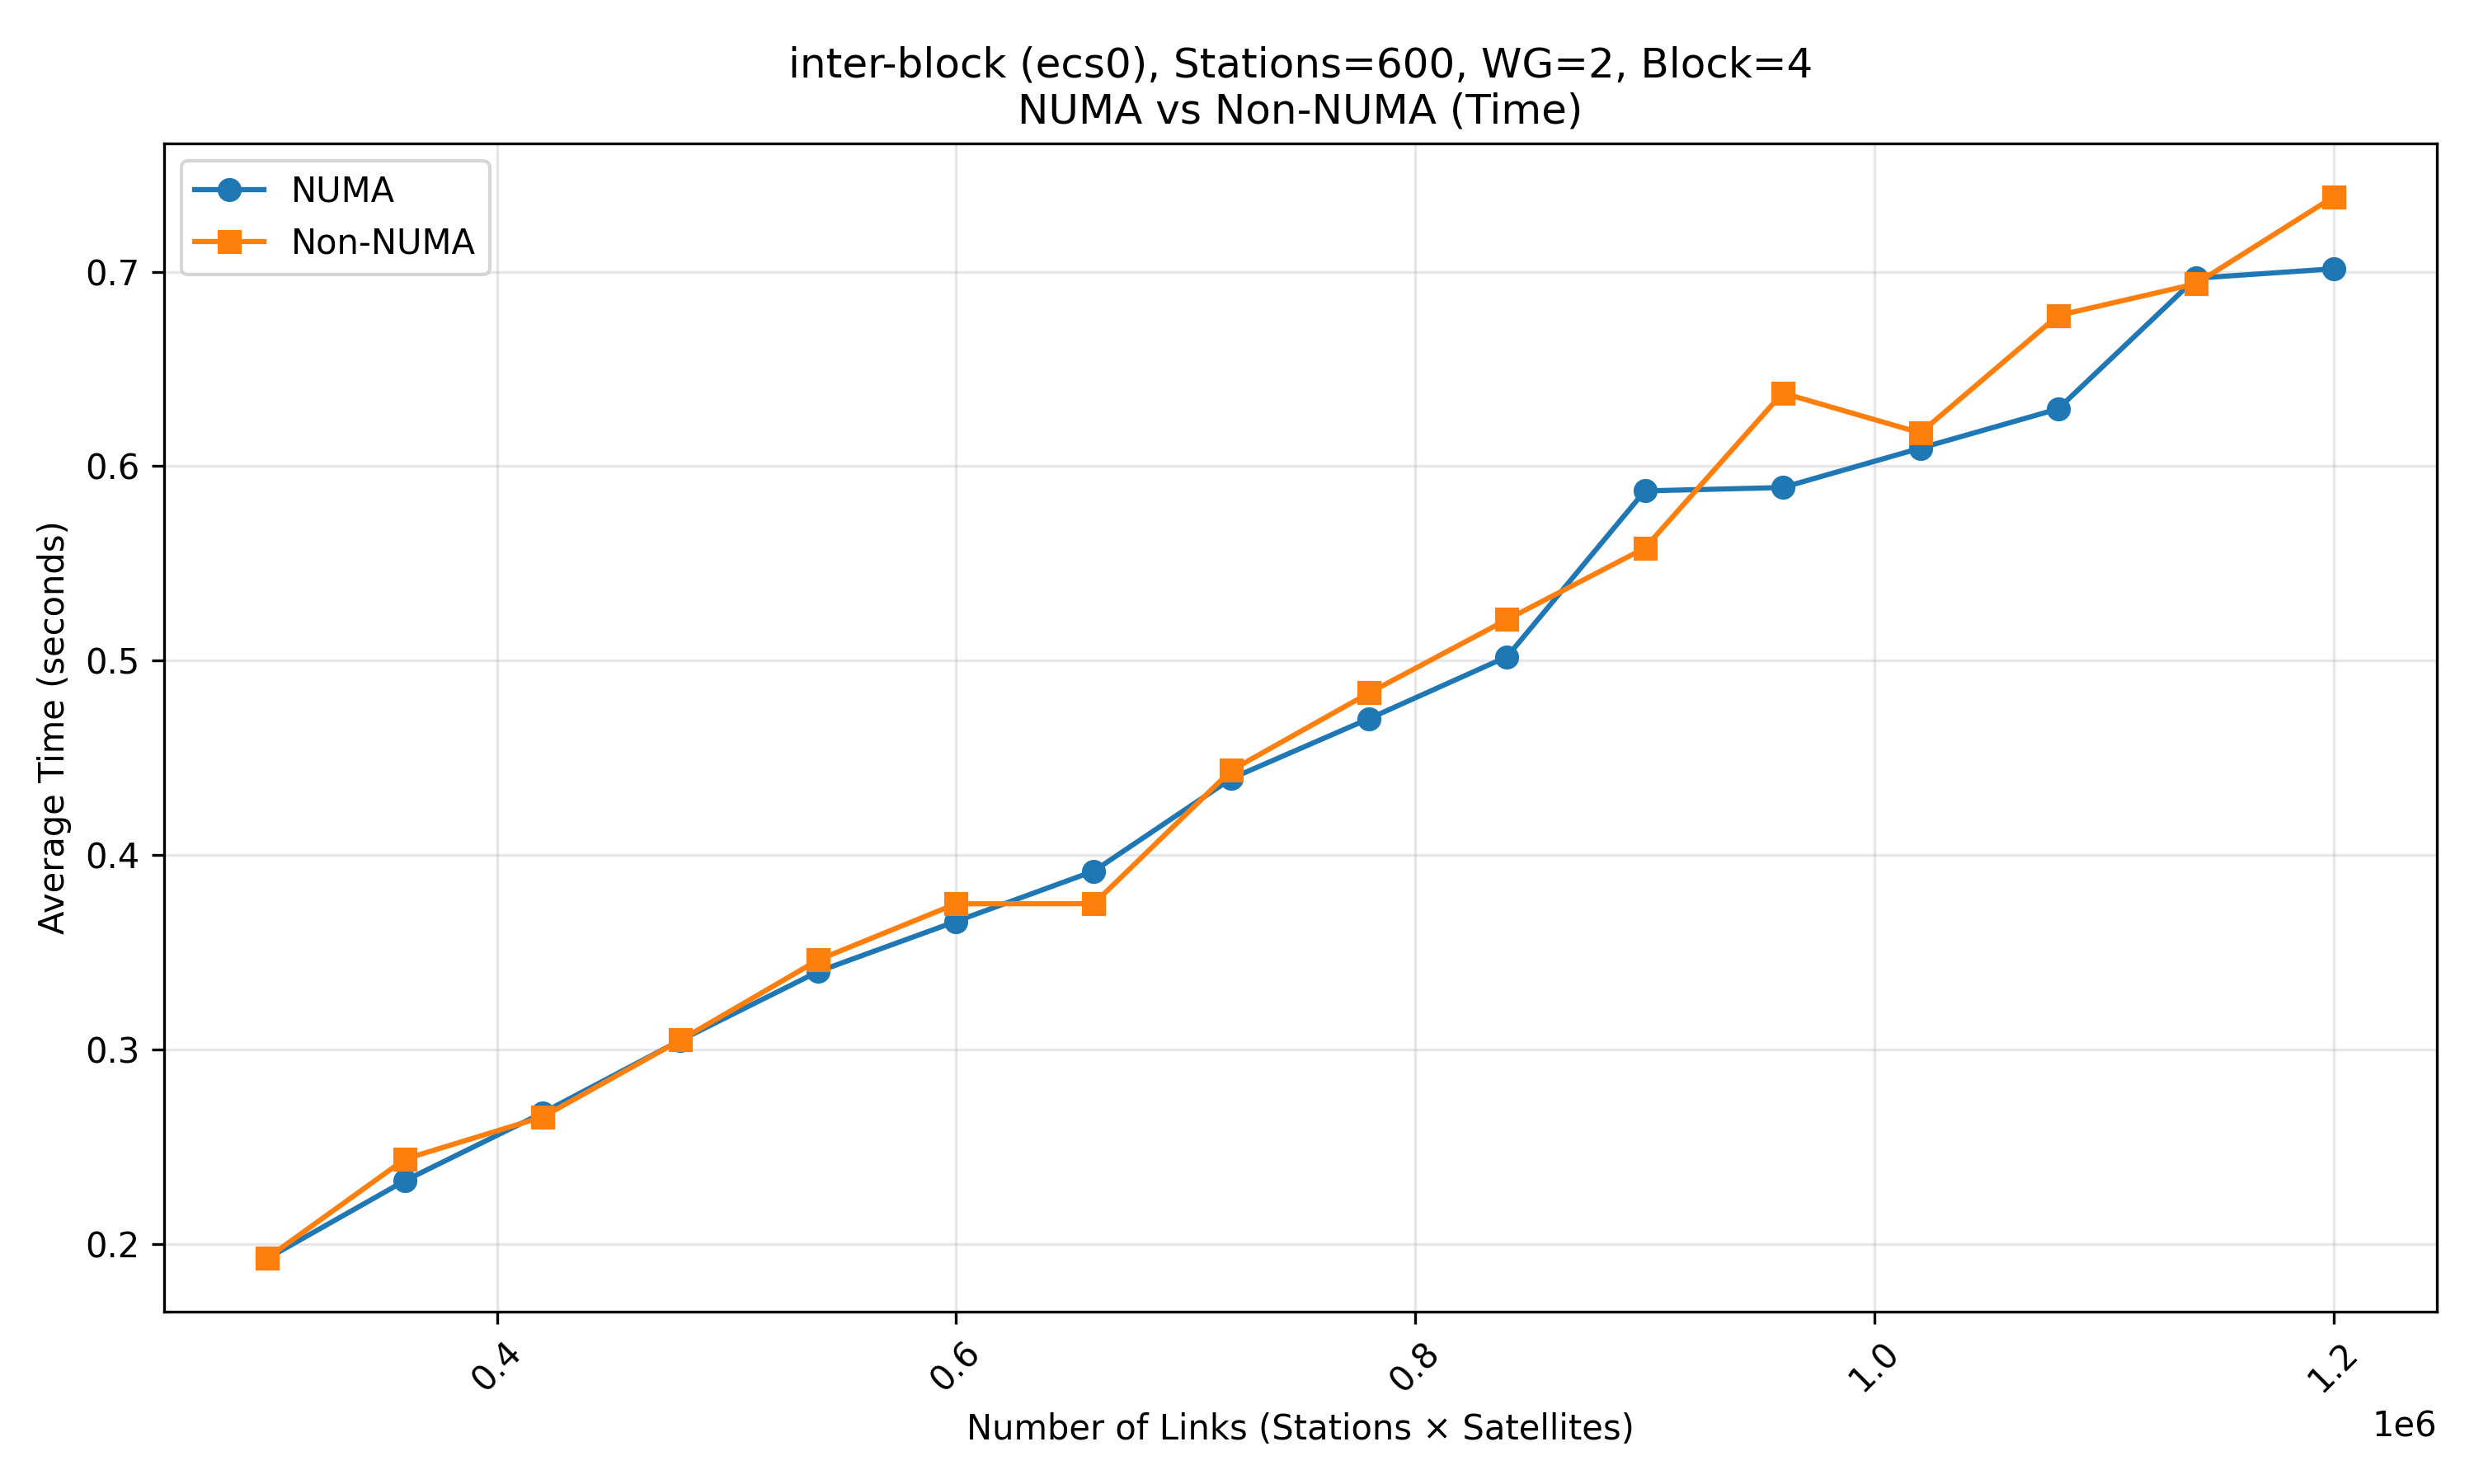 inter-block (ecs0), Stations=600, WG=2, Block=4
NUMA vs Non-NUMA (Time)
NUMA
Non-NUMA
0.7
0.6
0.5
0.4
0.3
0.2
Average Time (seconds)
0.4
0.6
0.8
1.0
1.2
Number of Links (Stations × Satellites)
1e6